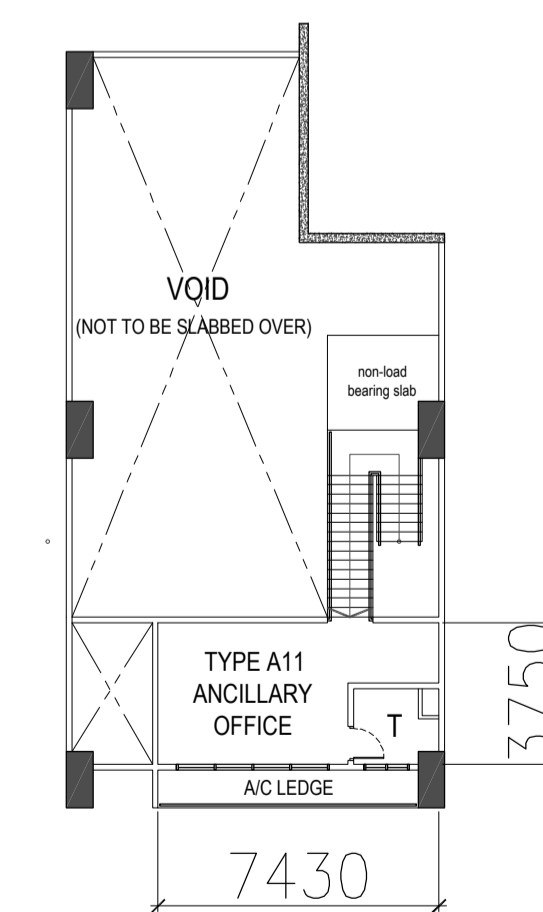 VOID
(NOT TO BE SLABBED OVER)
non-load
bearing slab
TYPE A11
ANCILLARY
OFFICE
T
3750
A/C LEDGE
7430